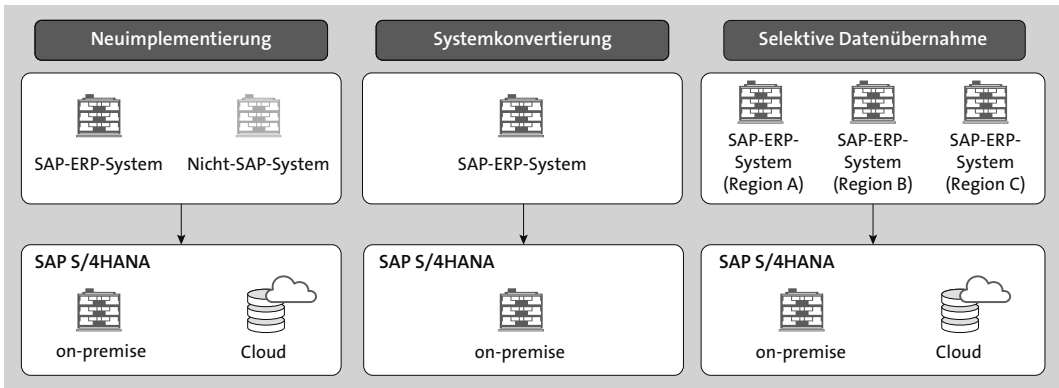 Neuimplementierung
Systemkonvertierung
Selektive Datenübernahme
SAP-ERP-System
Nicht-SAP-System
SAP-ERP-System
SAP-ERP-
System
(Region A)
SAP-ERP-
System
(Region B)
SAP-ERP-
System
(Region C)
SAP S/4HANA
on-premise
Cloud
SAP S/4HANA
on-premise
SAP S/4HANA
on-premise
Cloud